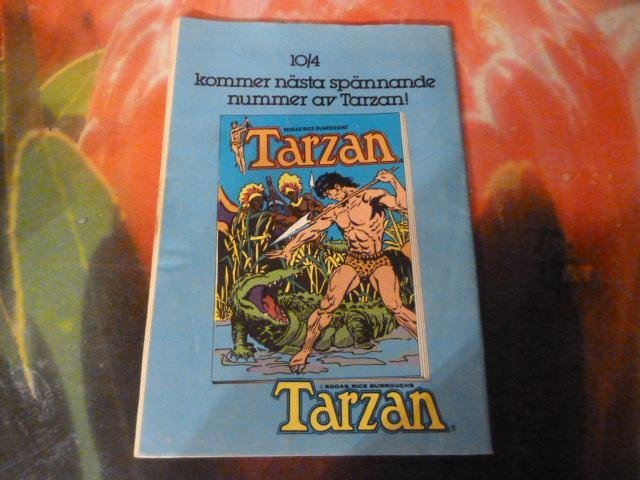 10/4
kommer nästa spännande
nummer av Tarzan!
EDGAR RICE BURROUGHS'
Tarzan
© EDGAR RICE BURROUGHS
Tarzan®